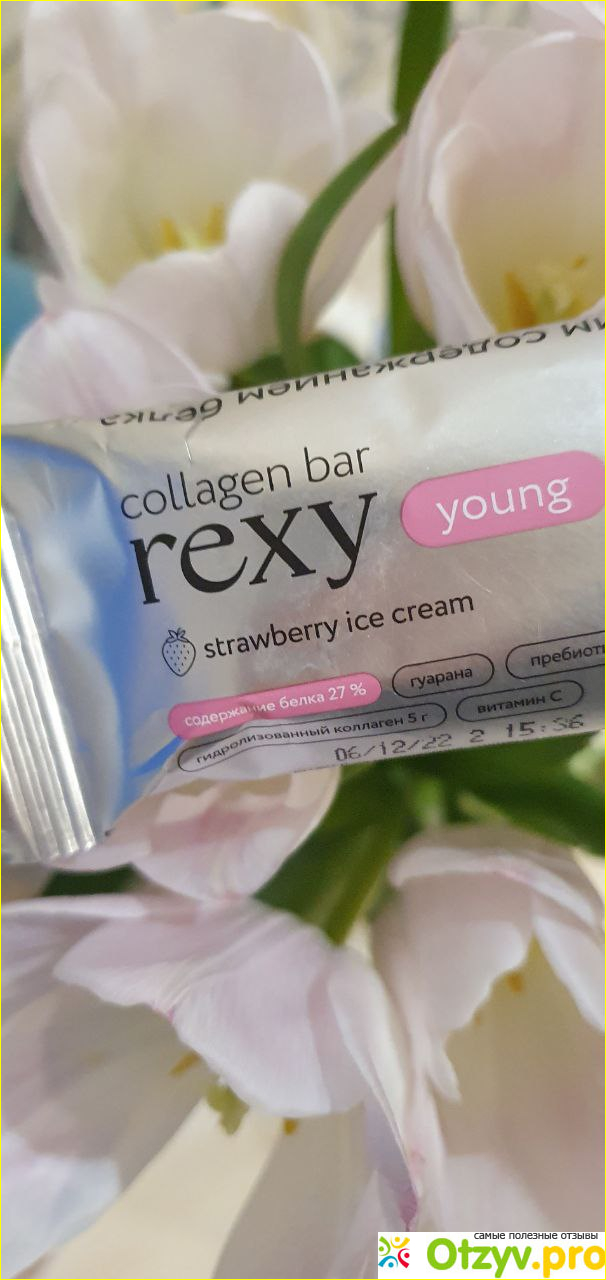 им содержанием белка
collagen bar
rexy young
strawberry ice cream
содержание белка 27 % гуарана
гидролизованный коллаген 5 г витамин С
06/12/22 2 15:36
самые полезные отзывы
Otzyv.pro